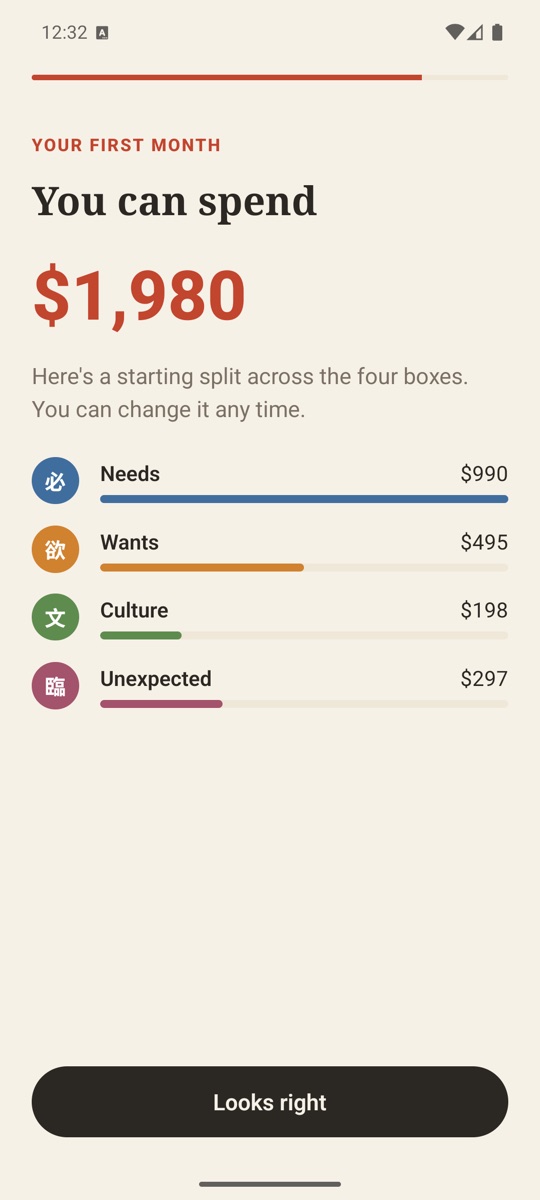 12:32
A
YOUR FIRST MONTH
You can spend
$1,980
Here's a starting split across the four boxes.
You can change it any time.
必 Needs $990
欲 Wants $495
文 Culture $198
臨 Unexpected $297
Looks right